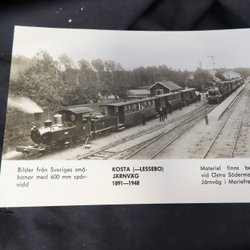 Bilder från Sveriges små-
banor med 600 mm spår-
vidd
KOSTA (—LESSEBO)
JÄRNVÄG
1891—1948
Materiel finns be
vid Östra Söderma
Järnväg i Mariefre